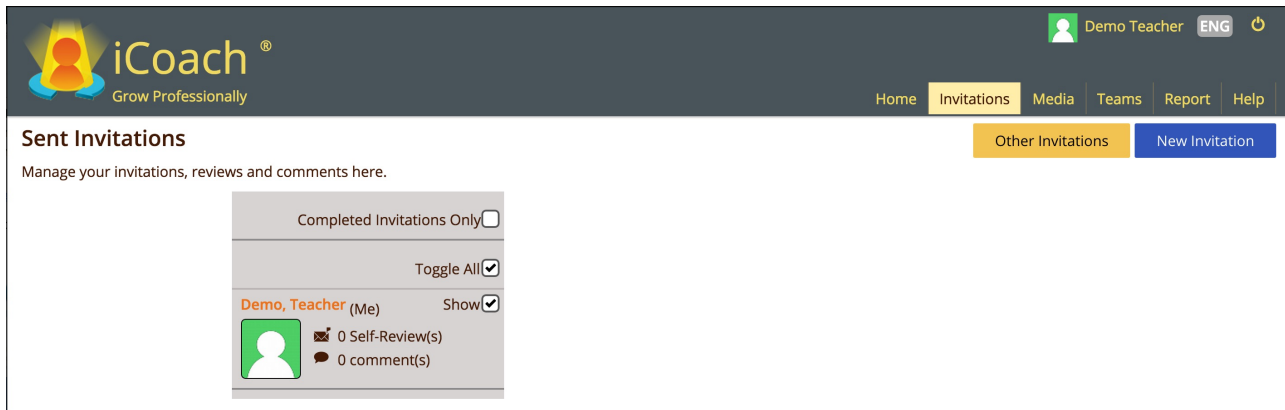 Demo Teacher ENG
iCoach ®
Grow Professionally
Home Invitations Media Teams Report Help
Sent Invitations
Other Invitations New Invitation
Manage your invitations, reviews and comments here.
Completed Invitations Only
Toggle All
Demo, Teacher (Me) Show
0 Self-Review(s)
0 comment(s)